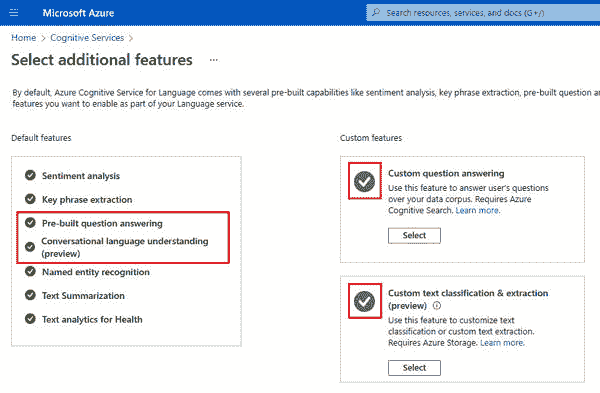 Microsoft Azure
Search resources, services, and docs (G+/)
Home > Cognitive Services >
Select additional features ...
By default, Azure Cognitive Service for Language comes with several pre-built capabilities like sentiment analysis, key phrase extraction, pre-built question
features you want to enable as part of your Language service.
Default features
Sentiment analysis
Key phrase extraction
Pre-built question answering
Conversational language understanding
(preview)
Named entity recognition
Text Summarization
Text analytics for Health
Custom features
Custom question answering
Use this feature to answer user's questions
over your data corpus. Requires Azure
Cognitive Search. Learn more.
Select
Custom text classification & extraction
(preview)
Use this feature to customize text
classification or custom text extraction.
Requires Azure Storage. Learn more.
Select